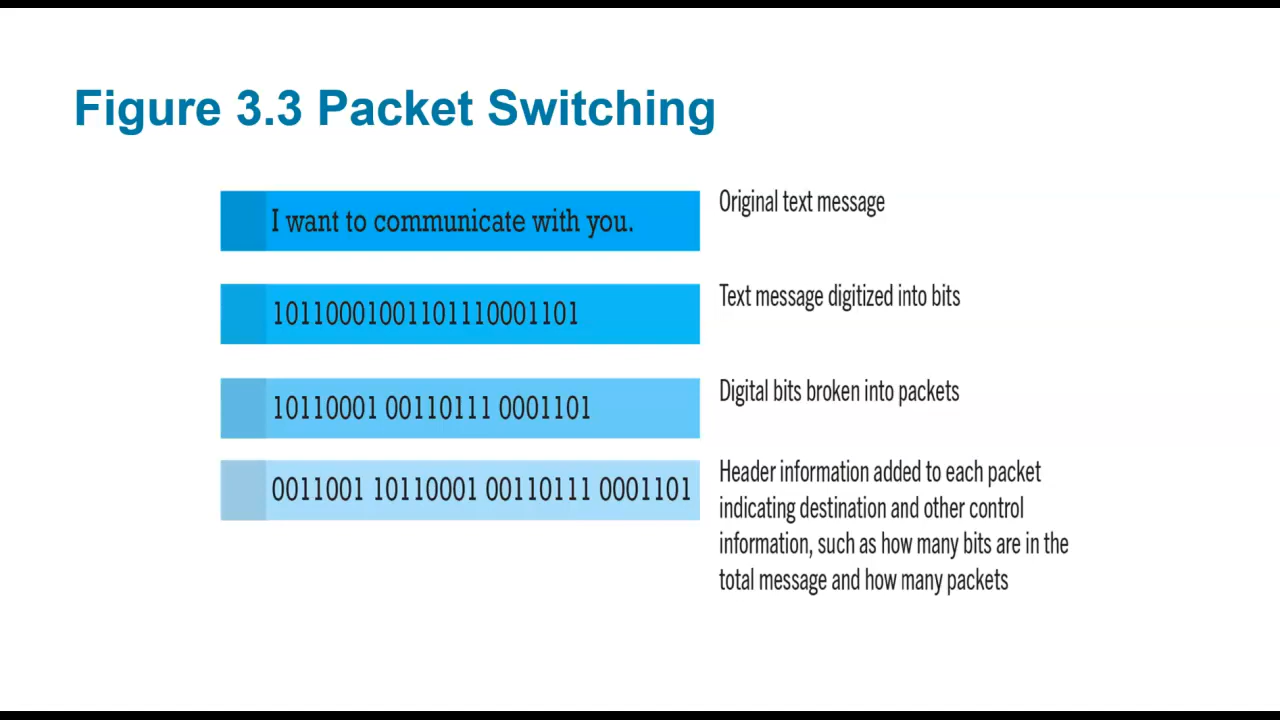 Figure 3.3 Packet Switching
I want to communicate with you.
Original text message
10110001001101110001101
Text message digitized into bits
10110001 00110111 0001101
Digital bits broken into packets
0011001 10110001 00110111 0001101
Header information added to each packet
indicating destination and other control
information, such as how many bits are in the
total message and how many packets